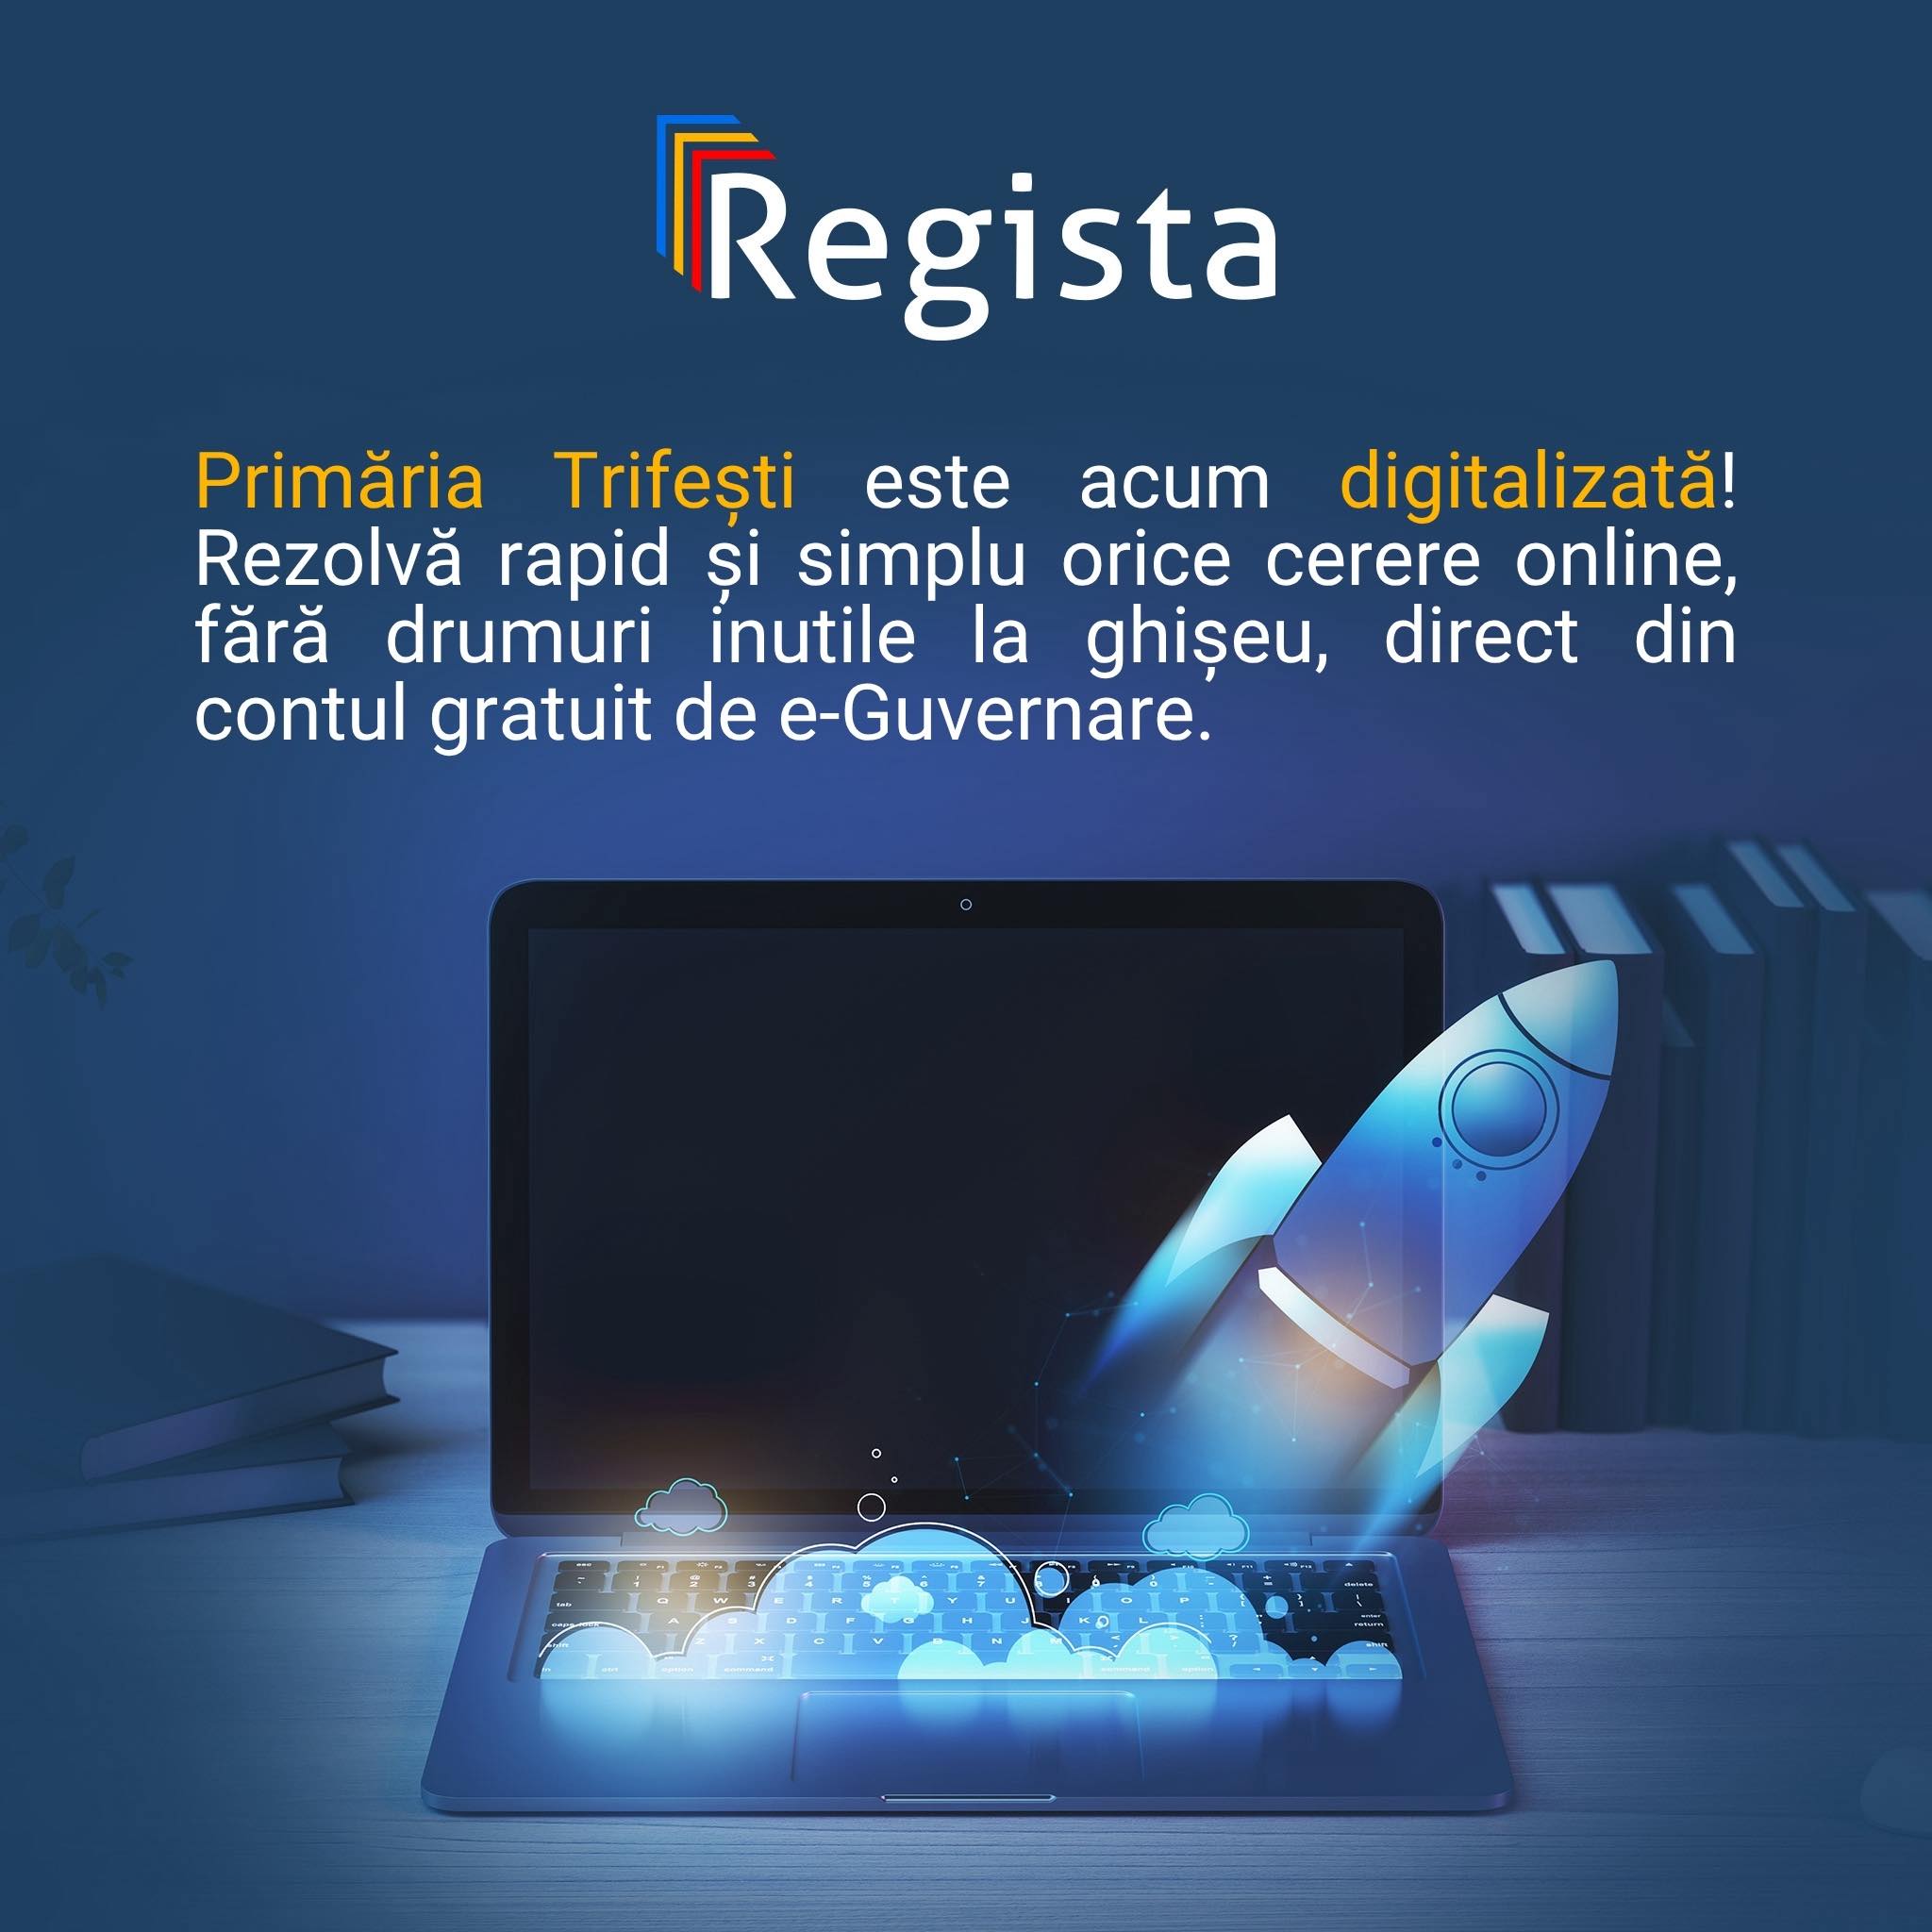 Regista
Primăria Trifești este acum digitalizată!
Rezolvă rapid și simplu orice cerere online,
fără drumuri inutile la ghișeu, direct din
contul gratuit de e-Guvernare.